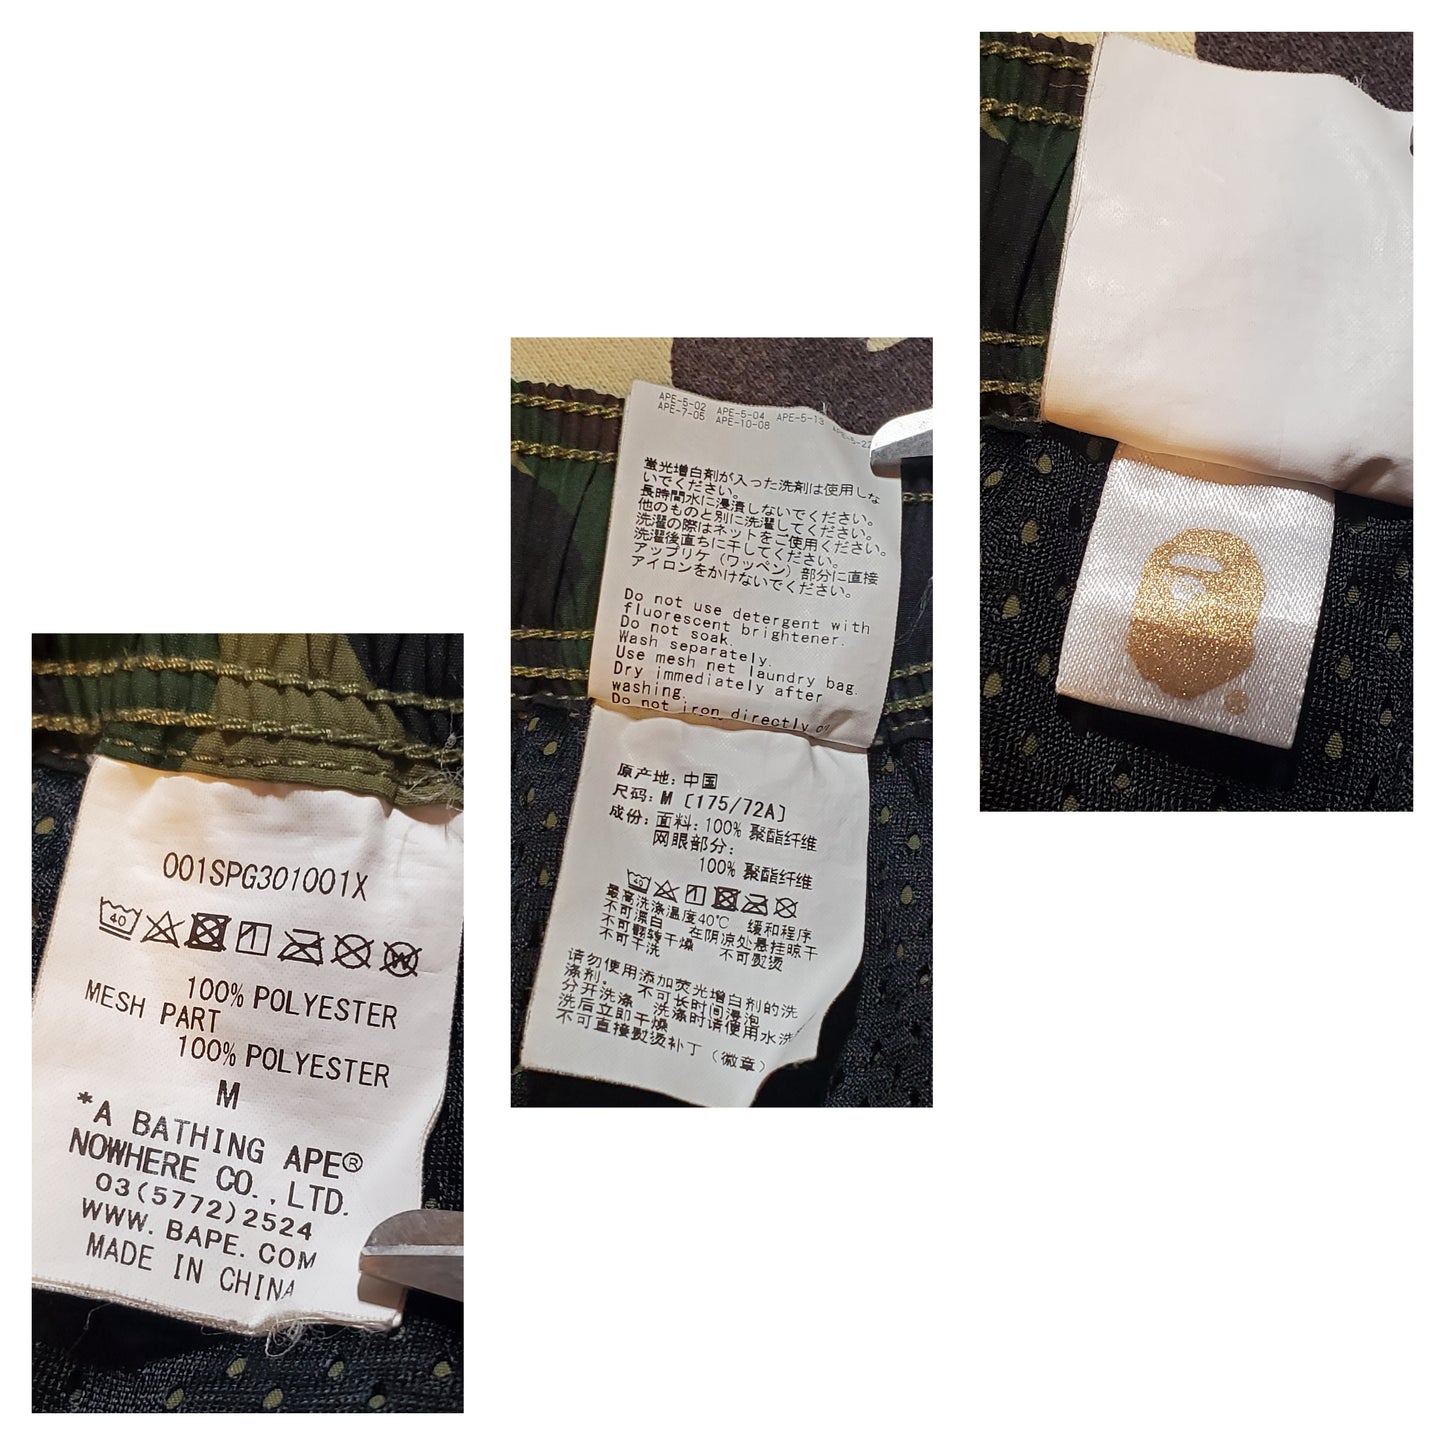 001SPG301001X
40
100% POLYESTER
MESH PART
100% POLYESTER
M
*A BATHING APE®
NOWHERE CO., LTD.
03(5772)2524
WWW. BAPE. COM
MADE IN CHINA
APE-5-02 APE-5-04 APE-5-13 APE-5-22
APE-7-05 APE-10-08
蛍光増白剤が入った洗剤は使用しな
いでください。
長時間水に浸漬しないでください。
他のものと別に洗濯してください。
洗濯の際はネットをご使用ください。
洗濯後直ちに干してください。
アップリケ（ワッペン）部分に直接
アイロンをかけないでください。
Do not use detergent with
fluorescent brightener.
Do not soak.
Wash separately.
Use mesh net laundry bag.
Dry immediately after
washing.
Do not iron directly on
原产地: 中国
尺码: M [175/72A]
成份: 面料: 100% 聚酯纤维
网眼部分:
100% 聚酯纤维
40
最高洗涤温度40℃ 缓和程序
不可漂白 在阴凉处悬挂晾干
不可翻转干燥 不可熨烫
不可干洗
请勿使用添加荧光增白剂的洗
涤剂。 不可长时间浸泡
分开洗涤 洗涤时请使用水洗
洗后立即干燥
不可直接熨烫补丁（徽章）
®